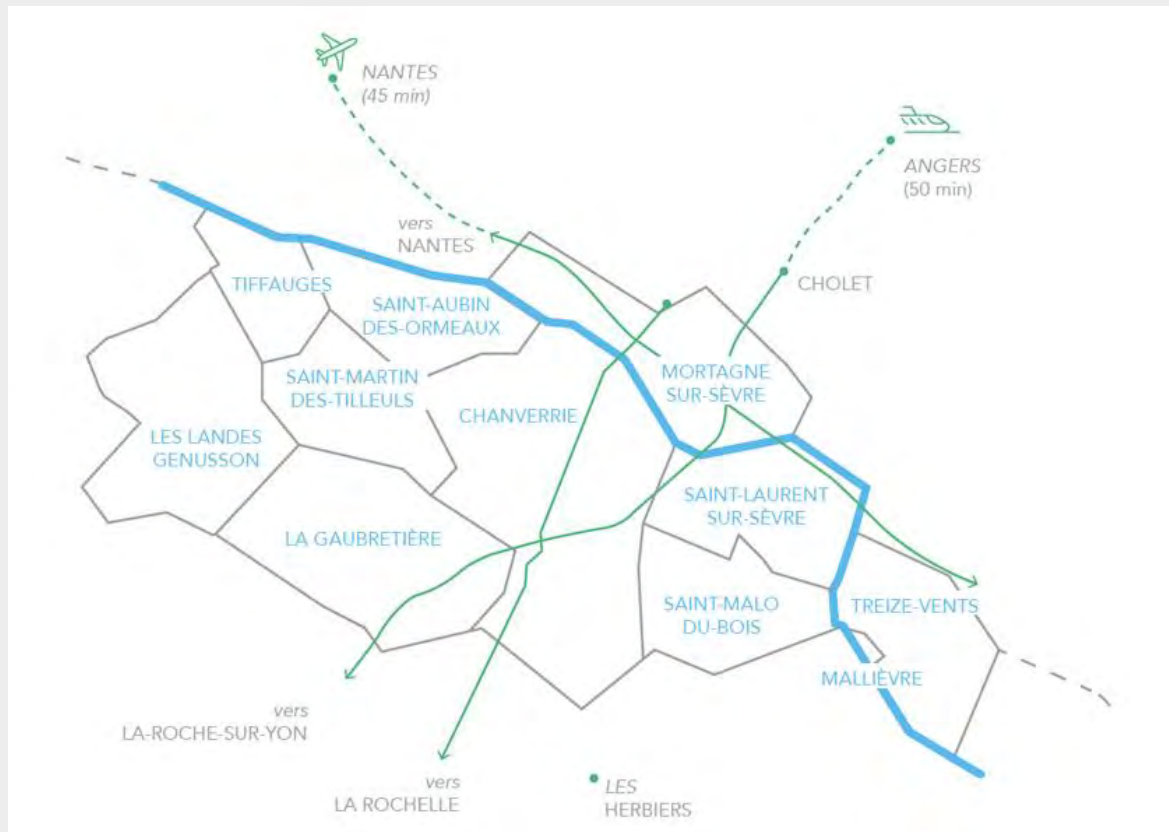 NANTES
(45 min)
ANGERS
(50 min)
vers
NANTES
CHOLET
TIFFAUGES
SAINT-AUBIN
DES-ORMEAUX
MORTAGNE
SUR-SÈVRE
SAINT-MARTIN
DES-TILLEULS
CHANVERRIE
LES LANDES
GENUSSON
SAINT-LAURENT
SUR-SÈVRE
LA GAUBRETIÈRE
SAINT-MALO
DU-BOIS
TREIZE-VENTS
MALLIÈVRE
vers
LA-ROCHE-SUR-YON
vers
LA ROCHELLE
LES
HERBIERS